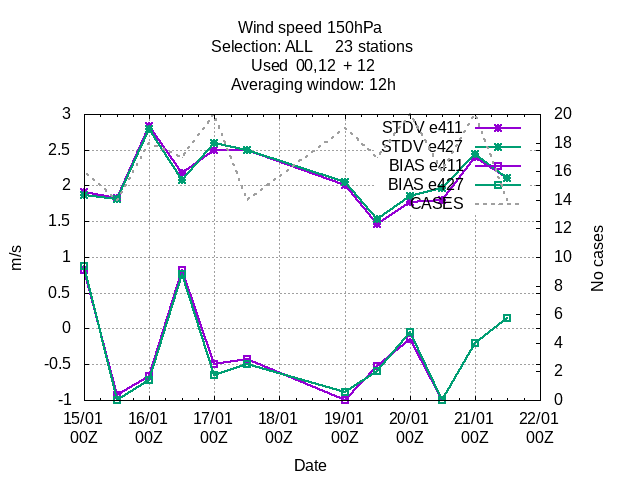 Wind speed 150hPa
Selection: ALL 23 stations
Used 00,12 + 12
Averaging window: 12h
3
2.5
2
1.5
1
0.5
0
-0.5
-1
m/s
20
18
16
14
12
10
8
6
4
2
0
No cases
STDV e411
STDV e427
BIAS e411
BIAS e427
CASES
15/01 16/01 17/01 18/01 19/01 20/01 21/01 22/01
00Z 00Z 00Z 00Z 00Z 00Z 00Z 00Z
Date